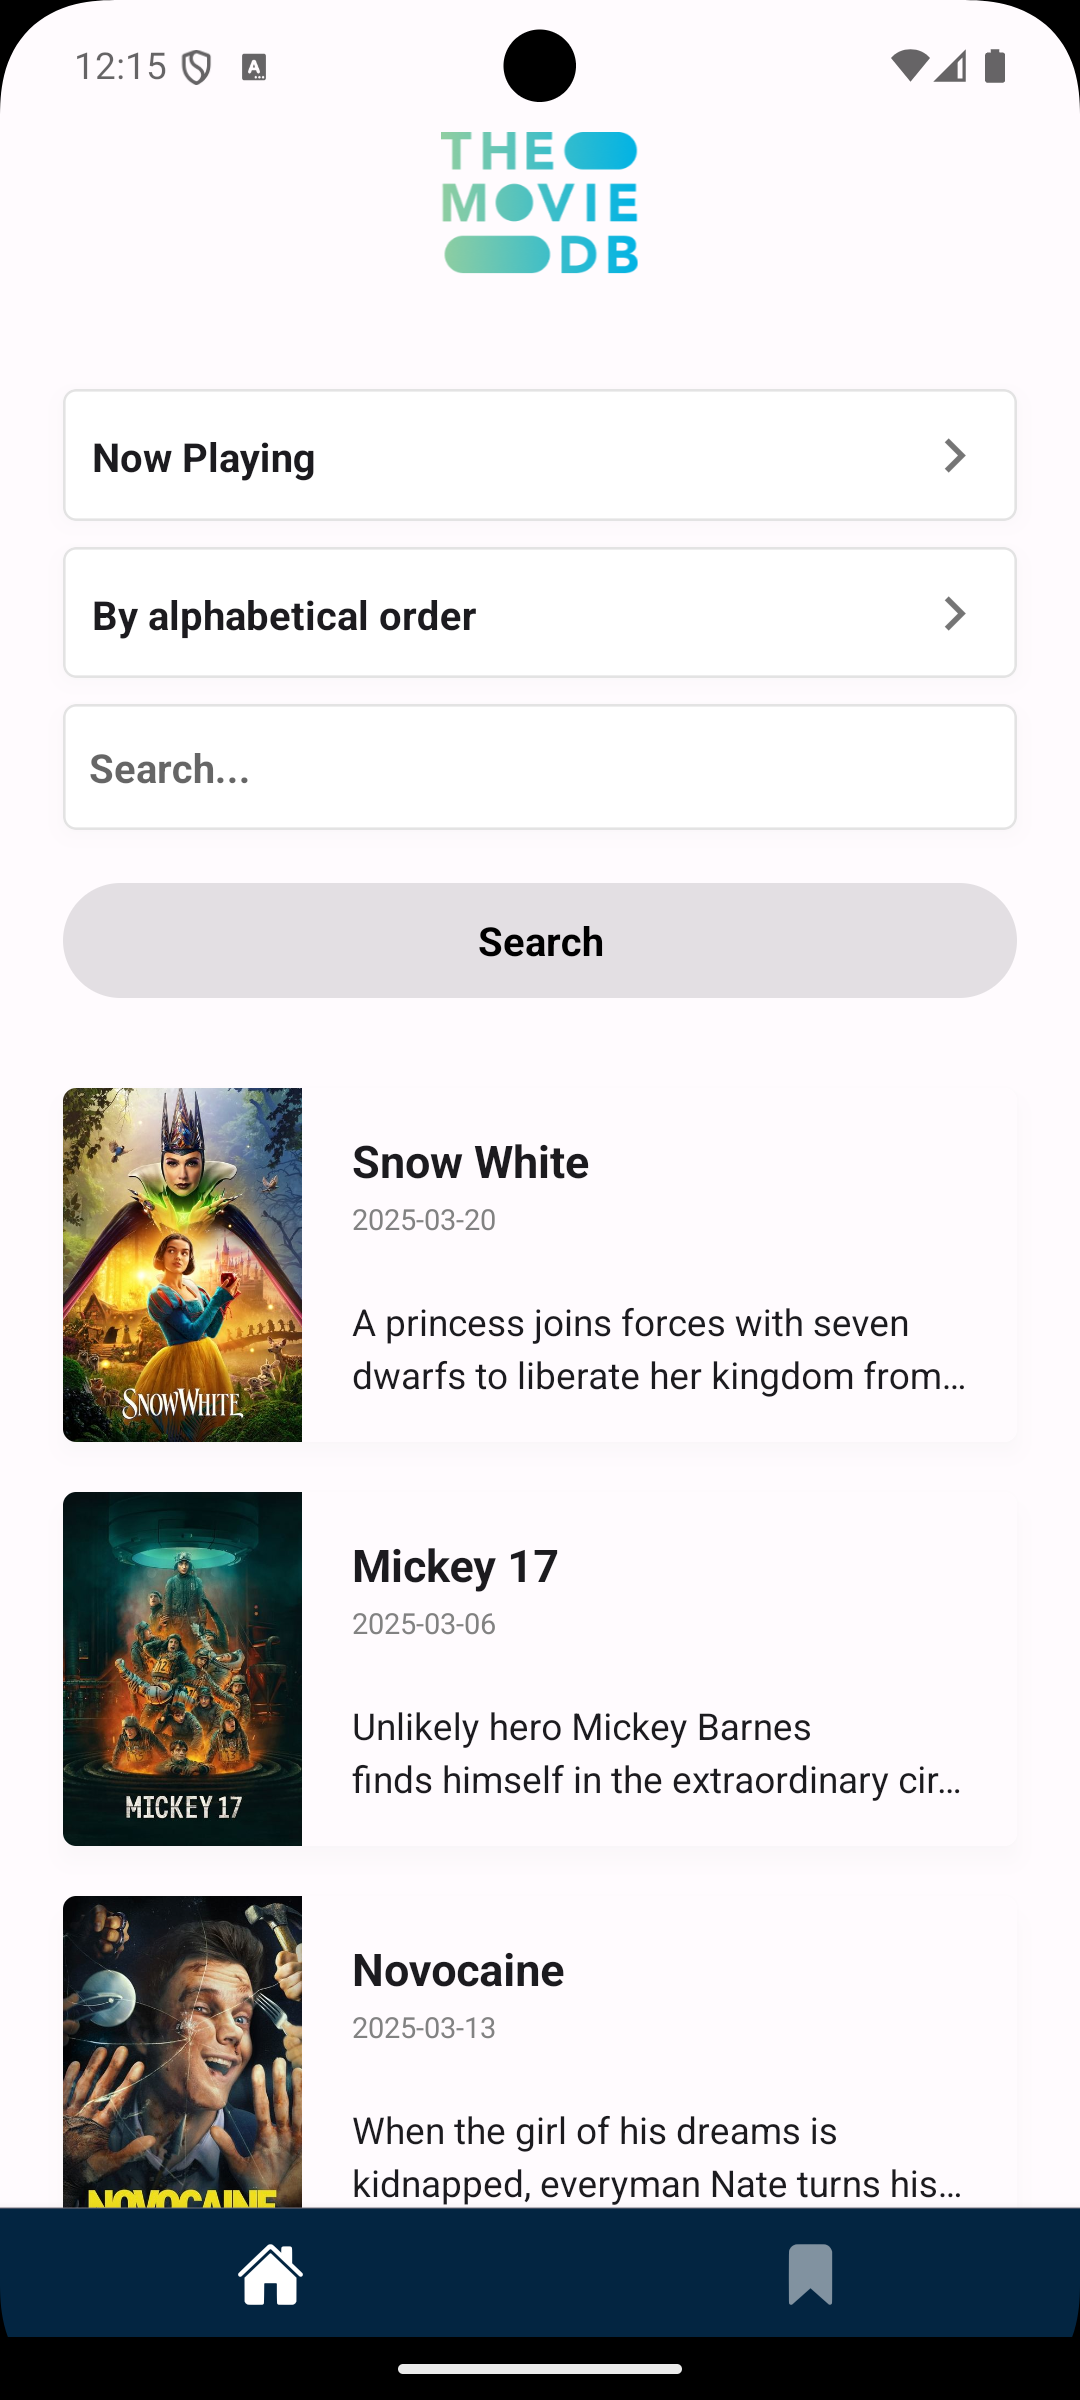 12:15
THE
MOVIE
DB
Now Playing
By alphabetical order
Search...
Search
SNOW WHITE
Snow White
2025-03-20
A princess joins forces with seven
dwarfs to liberate her kingdom from…
MICKEY 17
Mickey 17
2025-03-06
Unlikely hero Mickey Barnes
finds himself in the extraordinary cir…
NOVOCAINE
Novocaine
2025-03-13
When the girl of his dreams is
kidnapped, everyman Nate turns his…